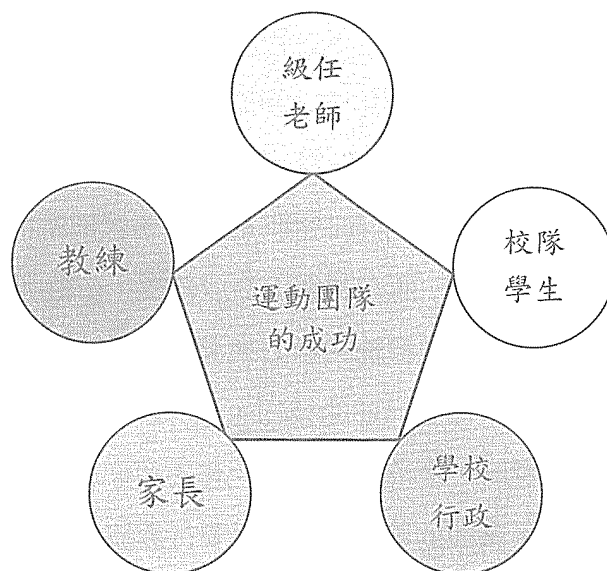 級任
老師
教練
校隊
學生
運動團隊
的成功
家長
學校
行政